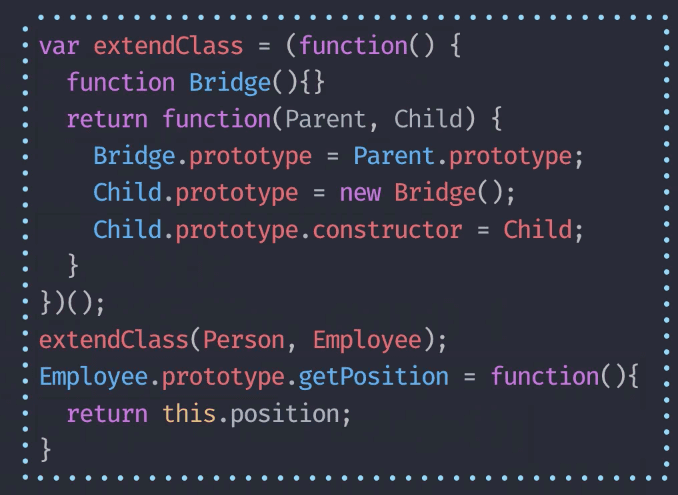 var extendClass = (function() {
  function Bridge(){}
  return function(Parent, Child) {
    Bridge.prototype = Parent.prototype;
    Child.prototype = new Bridge();
    Child.prototype.constructor = Child;
  }
})();
extendClass(Person, Employee);
Employee.prototype.getPosition = function(){
  return this.position;
}